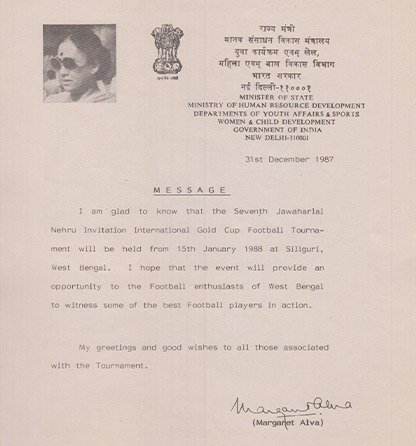 राज्य मंत्री
मानव संसाधन विकास मंत्रालय
युवा कार्यक्रम एवम् खेल,
महिला एवम् बाल विकास विभाग
भारत सरकार
नई दिल्ली-११०००१
MINISTER OF STATE
MINISTRY OF HUMAN RESOURCE DEVELOPMENT
DEPARTMENTS OF YOUTH AFFAIRS & SPORTS
WOMEN & CHILD DEVELOPMENT
GOVERNMENT OF INDIA
NEW DELHI-110001
31st December 1987
MESSAGE
I am glad to know that the Seventh Jawaharlal
Nehru Invitation International Gold Cup Football Tourna-
ment will be held from 15th January 1988 at Siliguri,
West Bengal. I hope that the event will provide an
opportunity to the Football enthusiasts of West Bengal
to witness some of the best Football players in action.
My greetings and good wishes to all those associated
with the Tournament.
Margaret Alva
(Margaret Alva)